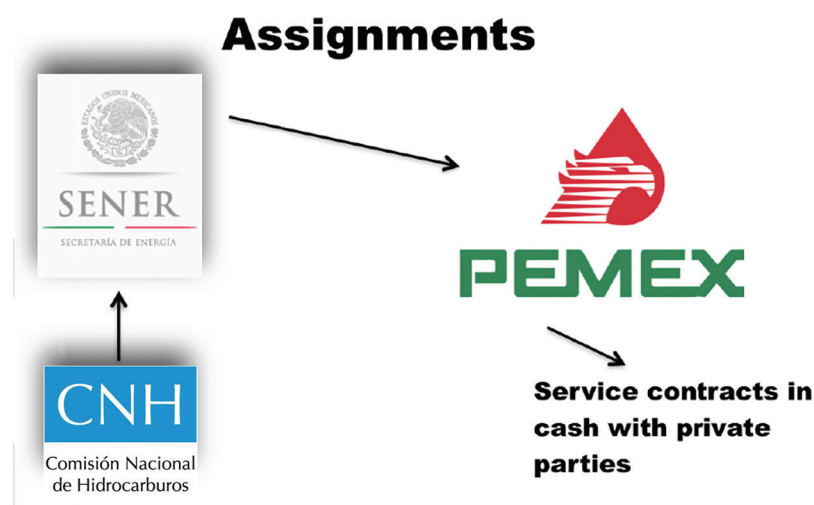 Assignments
ESTADOS UNIDOS MEXICANOS
SENER
SECRETARÍA DE ENERGÍA
PEMEX
CNH
Comisión Nacional
de Hidrocarburos
Service contracts in
cash with private
parties